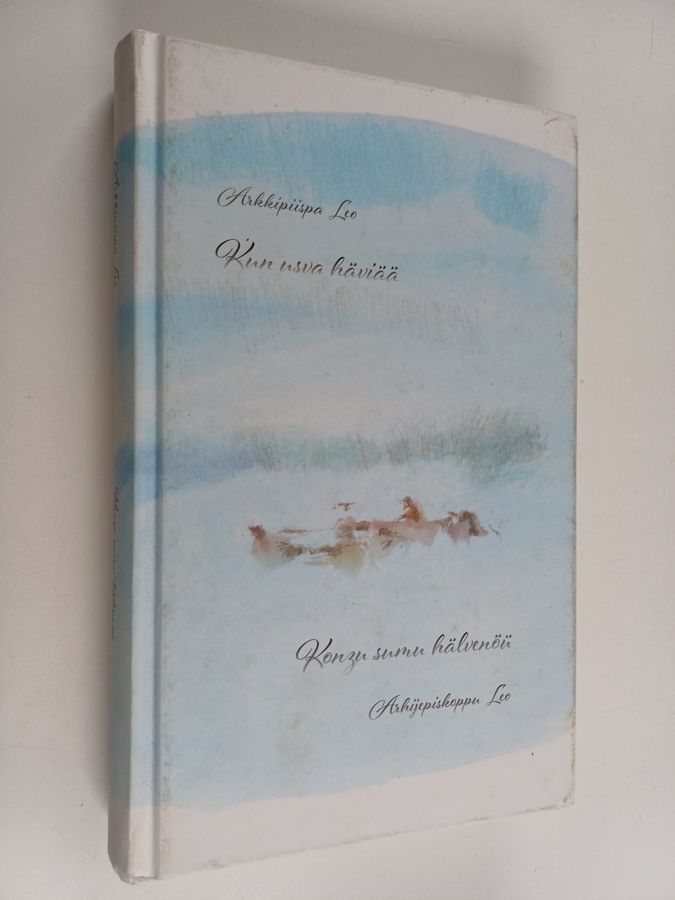 Arkkipiispa Leo
Kun usva häviää
Konzu sumu hälvenöü
Arhijepiskoppu Leo